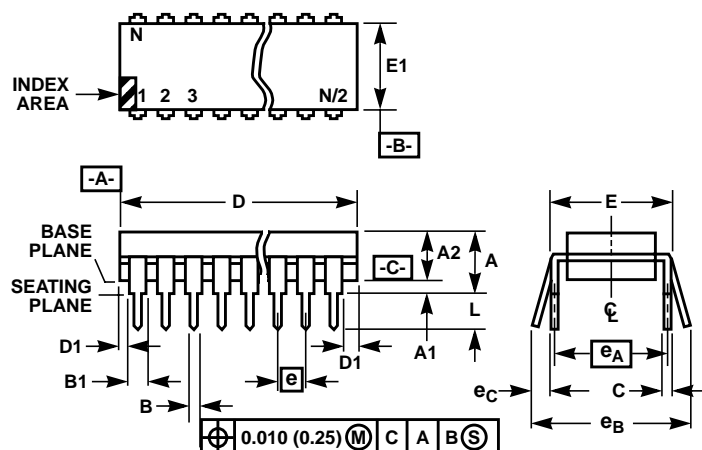 N
E1
INDEX
AREA
1 2 3 N/2
-B-
-A-
D
E
BASE
PLANE
A2
A
-C-
SEATING
PLANE
L
C
L
D1
A1
D1
eA
B1
e
eC
C
B
eB
0.010 (0.25) M C A B S